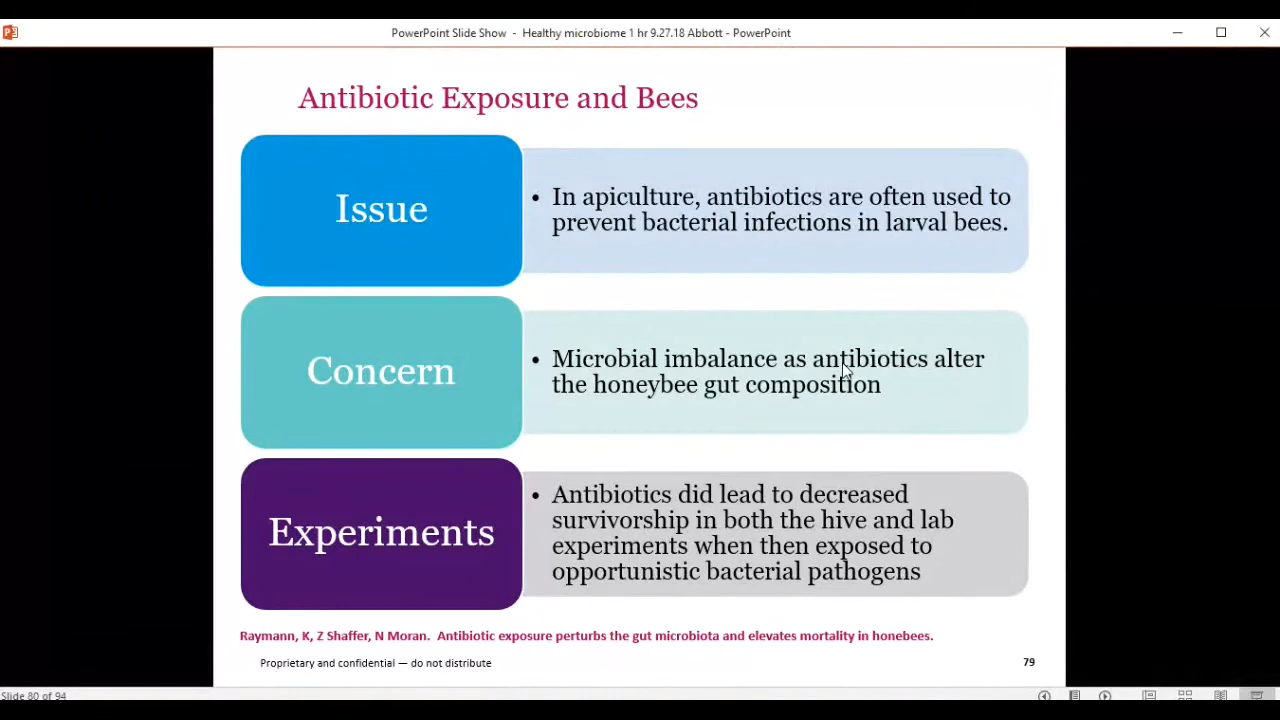 PowerPoint Slide Show - Healthy microbiome 1 hr 9.27.18 Abbott - PowerPoint
Antibiotic Exposure and Bees
Issue
• In apiculture, antibiotics are often used to
prevent bacterial infections in larval bees.
Concern
• Microbial imbalance as antibiotics alter
the honeybee gut composition
Experiments
• Antibiotics did lead to decreased
survivorship in both the hive and lab
experiments when then exposed to
opportunistic bacterial pathogens
Raymann, K, Z Shaffer, N Moran. Antibiotic exposure perturbs the gut microbiota and elevates mortality in honebees.
Proprietary and confidential — do not distribute
79
Slide 80 of 94